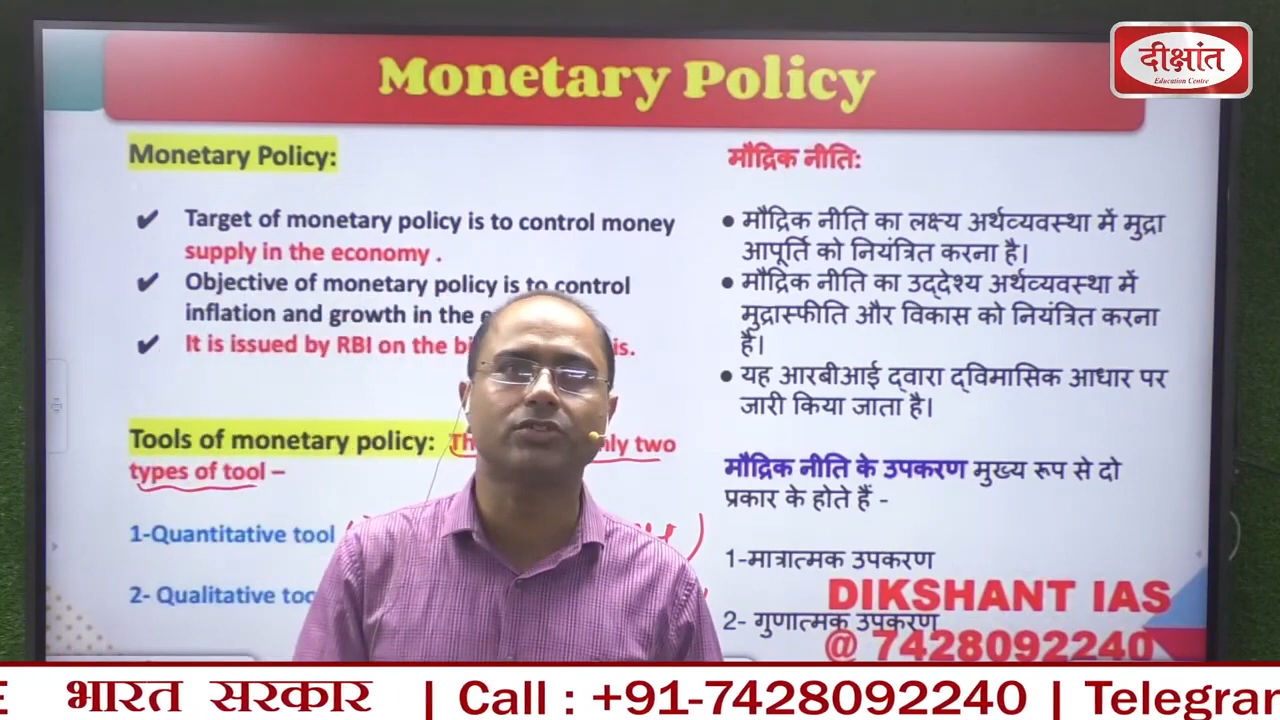 Monetary Policy
दीक्षांत
Education Centre
Monetary Policy:
✔ Target of monetary policy is to control money
supply in the economy .
✔ Objective of monetary policy is to control
inflation and growth in the
✔ It is issued by RBI on the
Tools of monetary policy: two
types of tool –
1-Quantitative tool
2- Qualitative
मौद्रिक नीति:
● मौद्रिक नीति का लक्ष्य अर्थव्यवस्था में मुद्रा
आपूर्ति को नियंत्रित करना है।
● मौद्रिक नीति का उद्देश्य अर्थव्यवस्था में
मुद्रास्फीति और विकास को नियंत्रित करना
है।
● यह आरबीआई द्वारा द्विमासिक आधार पर
जारी किया जाता है।
मौद्रिक नीति के उपकरण मुख्य रूप से दो
प्रकार के होते हैं -
1-मात्रात्मक उपकरण
2- गुणात्मक उपकरण
DIKSHANT IAS
@ 7428092240
E भारत सरकार | Call : +91-7428092240 | Telegram